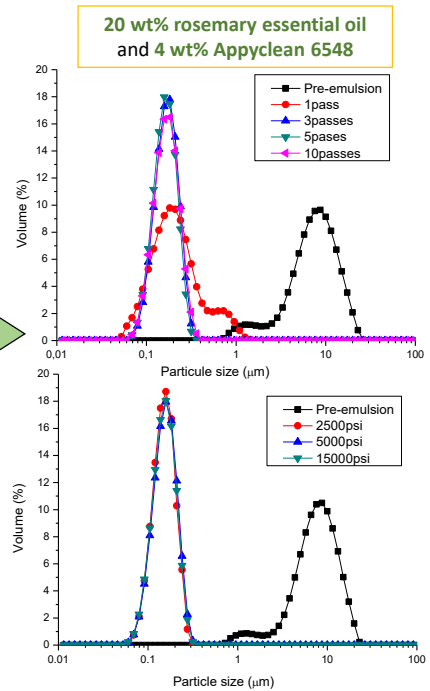 20 wt% rosemary essential oil
and 4 wt% Appyclean 6548
20
18
16
14
12
10
8
6
4
2
0
Volume (%)
Pre-emulsion
1pass
3passes
5pases
10passes
0,01 0,1 1 10 100
Particule size (μm)
20
18
16
14
12
10
8
6
4
2
0
Volume (%)
Pre-emulsion
2500psi
5000psi
15000psi
0.01 0.1 1 10 100
Particle size (μm)